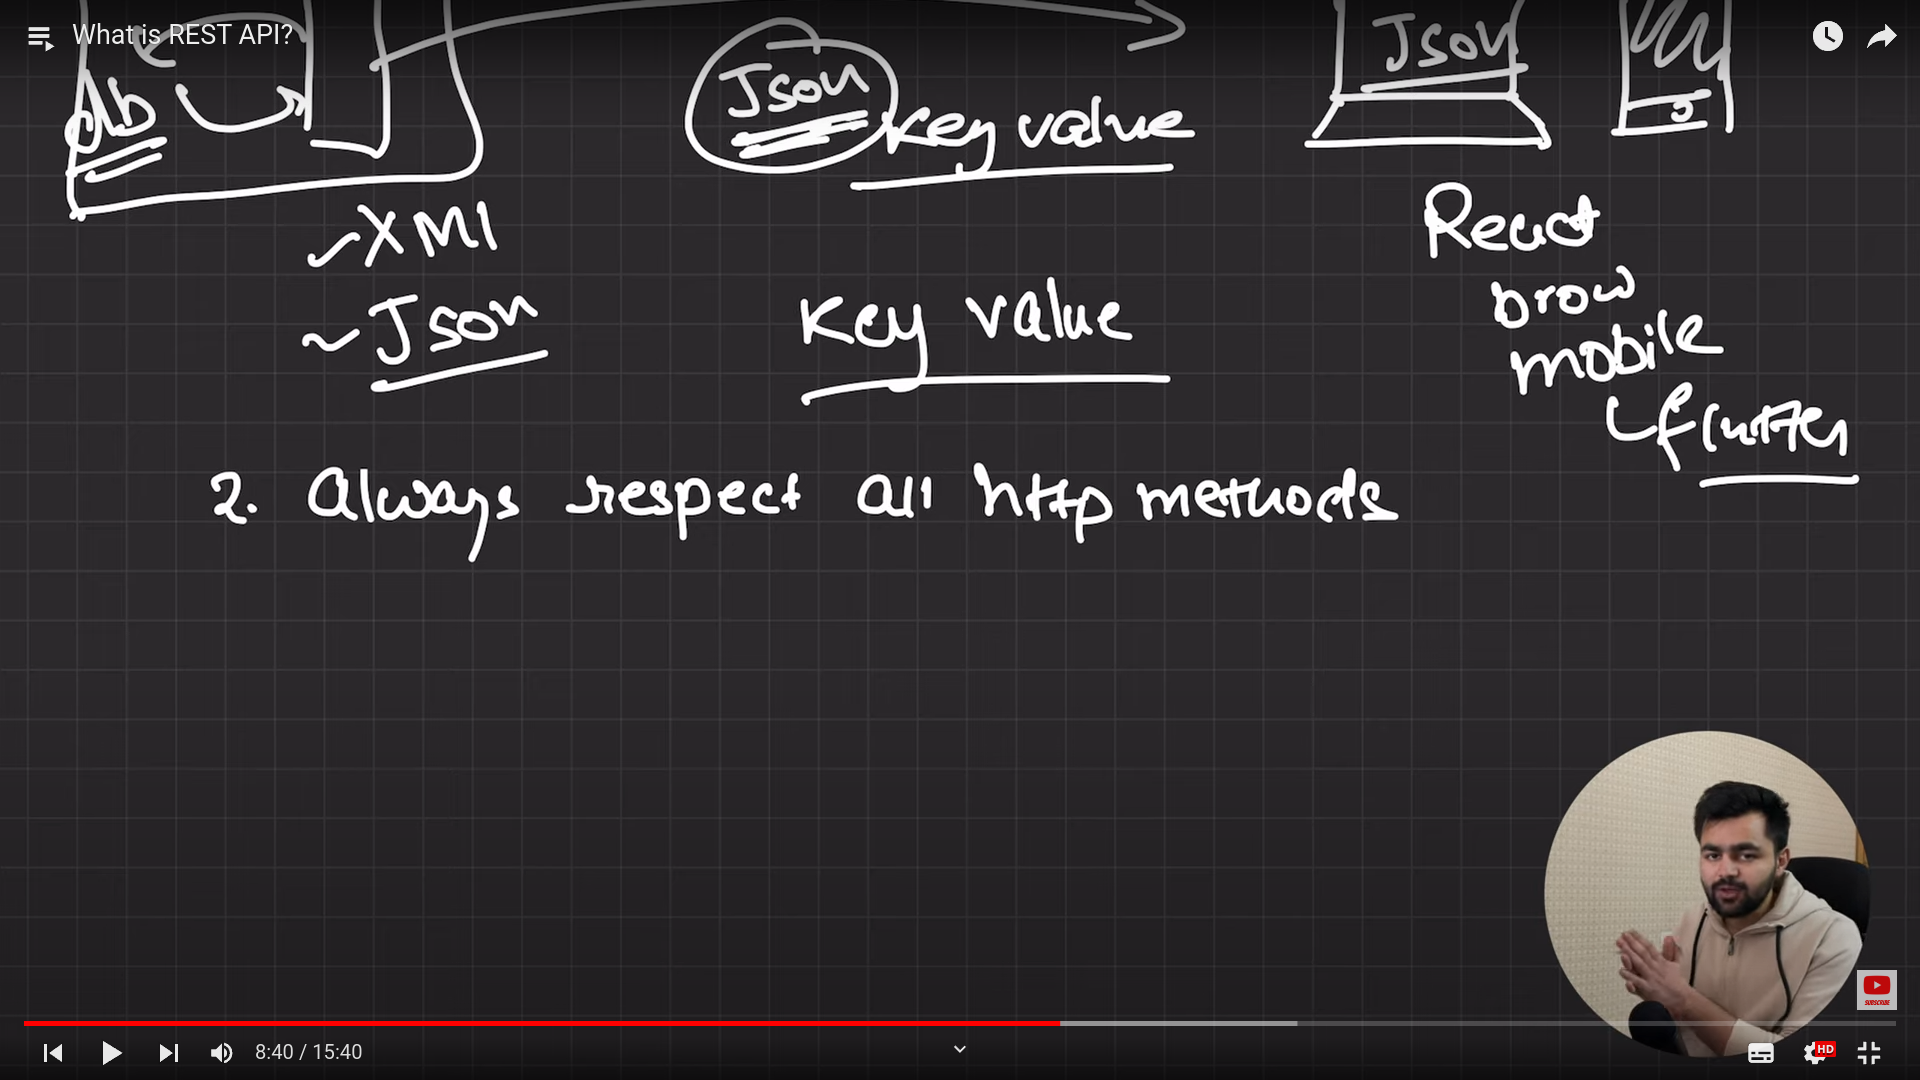 What is REST API?
db
Json
key value
Json
XMl
Json
key value
React
brow
mobile
flutter
2. Always respect all http methods
SUBSCRIBE
8:40 / 15:40
HD